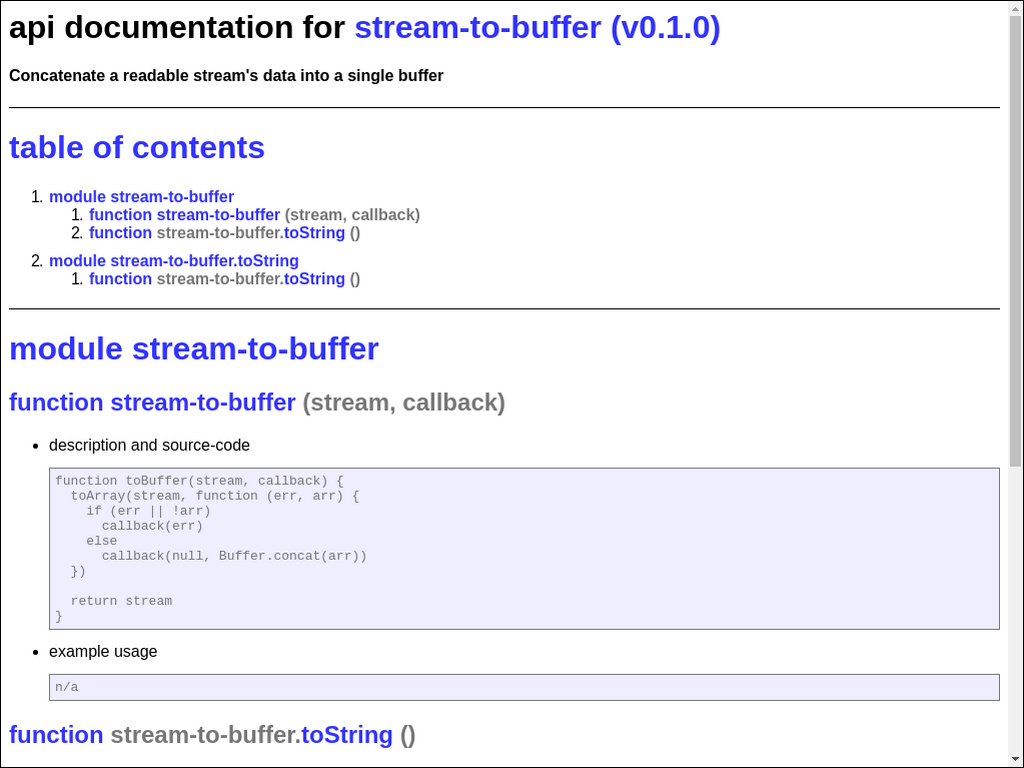 api documentation for stream-to-buffer (v0.1.0)
Concatenate a readable stream's data into a single buffer
table of contents
1. module stream-to-buffer
1. function stream-to-buffer (stream, callback)
2. function stream-to-buffer.toString ()
2. module stream-to-buffer.toString
1. function stream-to-buffer.toString ()
module stream-to-buffer
function stream-to-buffer (stream, callback)
• description and source-code
function toBuffer(stream, callback) {
  toArray(stream, function (err, arr) {
    if (err || !arr)
      callback(err)
    else
      callback(null, Buffer.concat(arr))
  })
  return stream
}
• example usage
n/a
function stream-to-buffer.toString ()